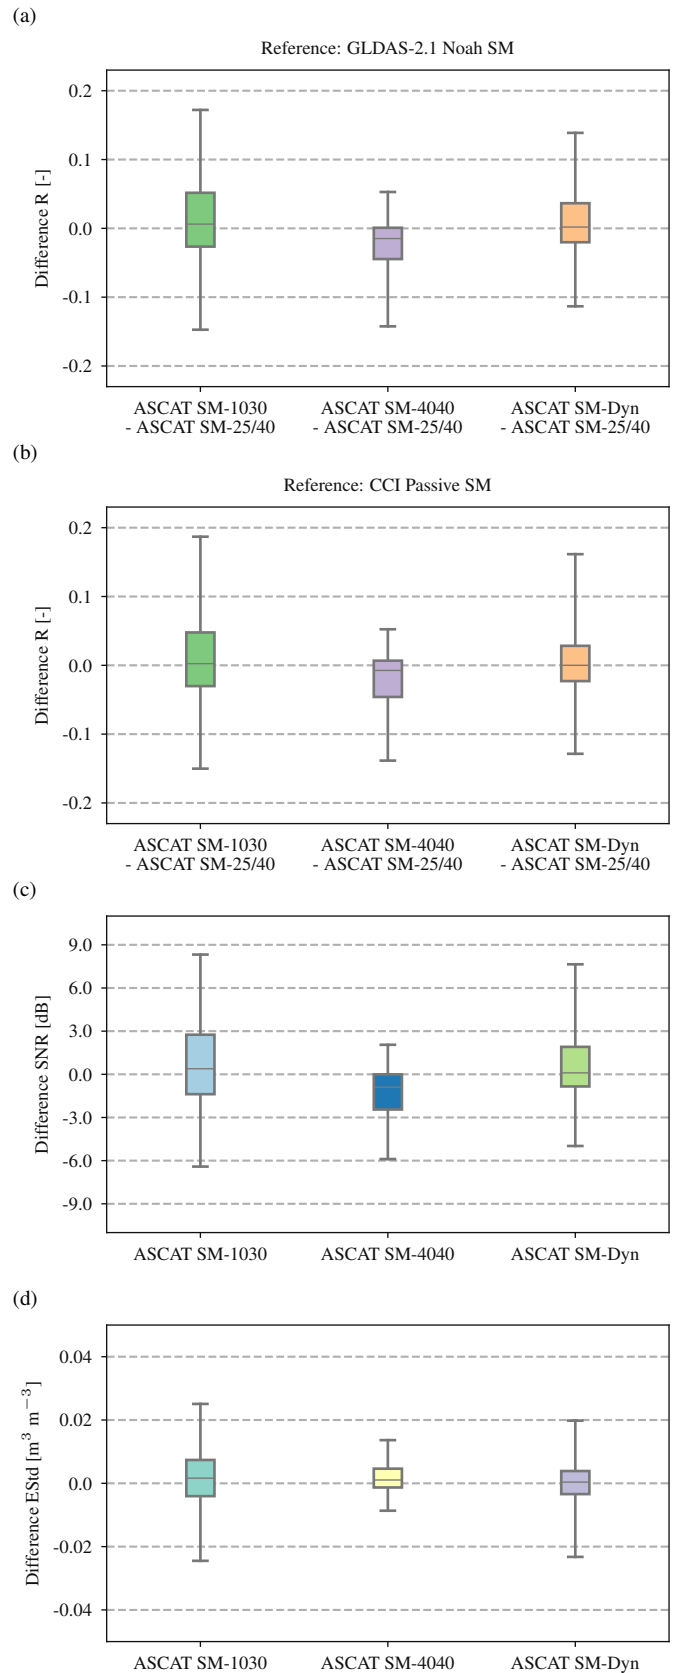 (a)
Reference: GLDAS-2.1 Noah SM
Difference R [-]
0.2
0.1
0.0
-0.1
-0.2
ASCAT SM-1030
- ASCAT SM-25/40
ASCAT SM-4040
- ASCAT SM-25/40
ASCAT SM-Dyn
- ASCAT SM-25/40
(b)
Reference: CCI Passive SM
Difference R [-]
0.2
0.1
0.0
-0.1
-0.2
ASCAT SM-1030
- ASCAT SM-25/40
ASCAT SM-4040
- ASCAT SM-25/40
ASCAT SM-Dyn
- ASCAT SM-25/40
(c)
Difference SNR [dB]
9.0
6.0
3.0
0.0
-3.0
-6.0
-9.0
ASCAT SM-1030
ASCAT SM-4040
ASCAT SM-Dyn
(d)
Difference EStd [m³ m⁻³]
0.04
0.02
0.0
-0.02
-0.04
ASCAT SM-1030
ASCAT SM-4040
ASCAT SM-Dyn